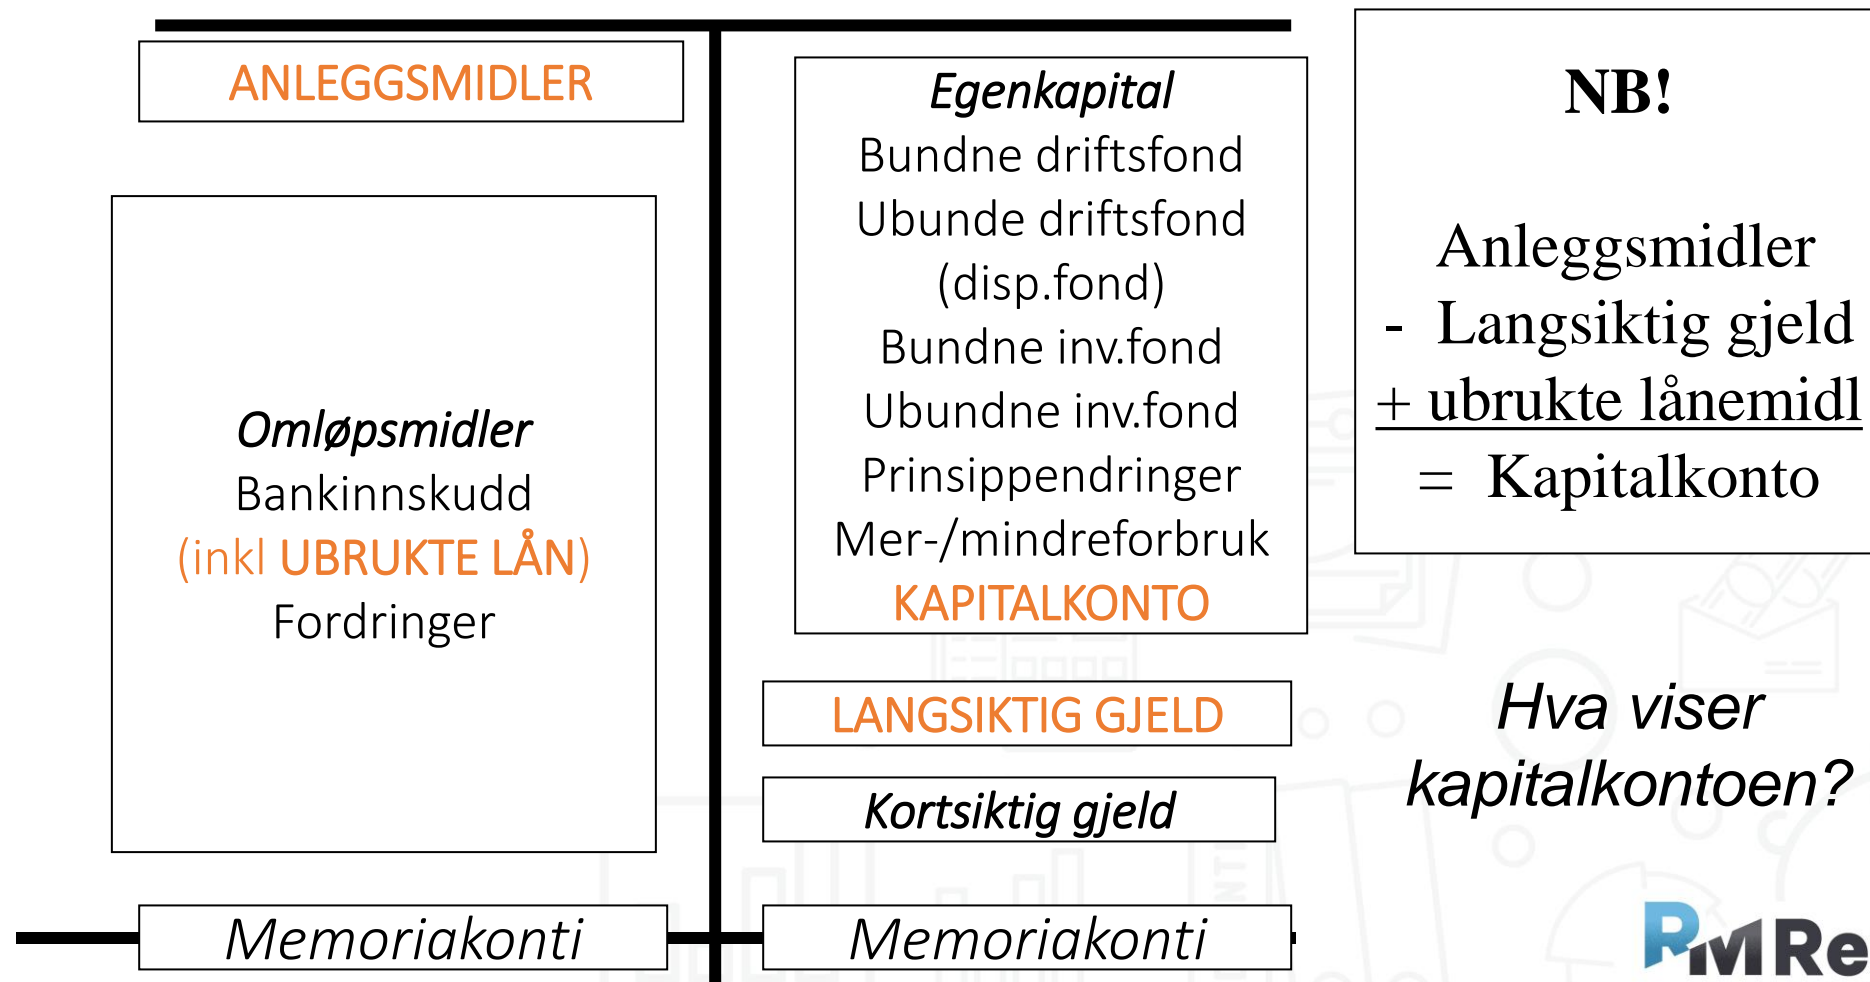 ANLEGGSMIDLER
Omløpsmidler
Bankinnskudd
(inkl UBRUKTE LÅN)
Fordringer
Memoriakonti
Egenkapital
Bundne driftsfond
Ubunde driftsfond
(disp.fond)
Bundne inv.fond
Ubundne inv.fond
Prinsippendringer
Mer-/mindreforbruk
KAPITALKONTO
LANGSIKTIG GJELD
Kortsiktig gjeld
Memoriakonti
NB!
Anleggsmidler
- Langsiktig gjeld
+ ubrukte lånemidl
= Kapitalkonto
Hva viser
kapitalkontoen?
RMRe